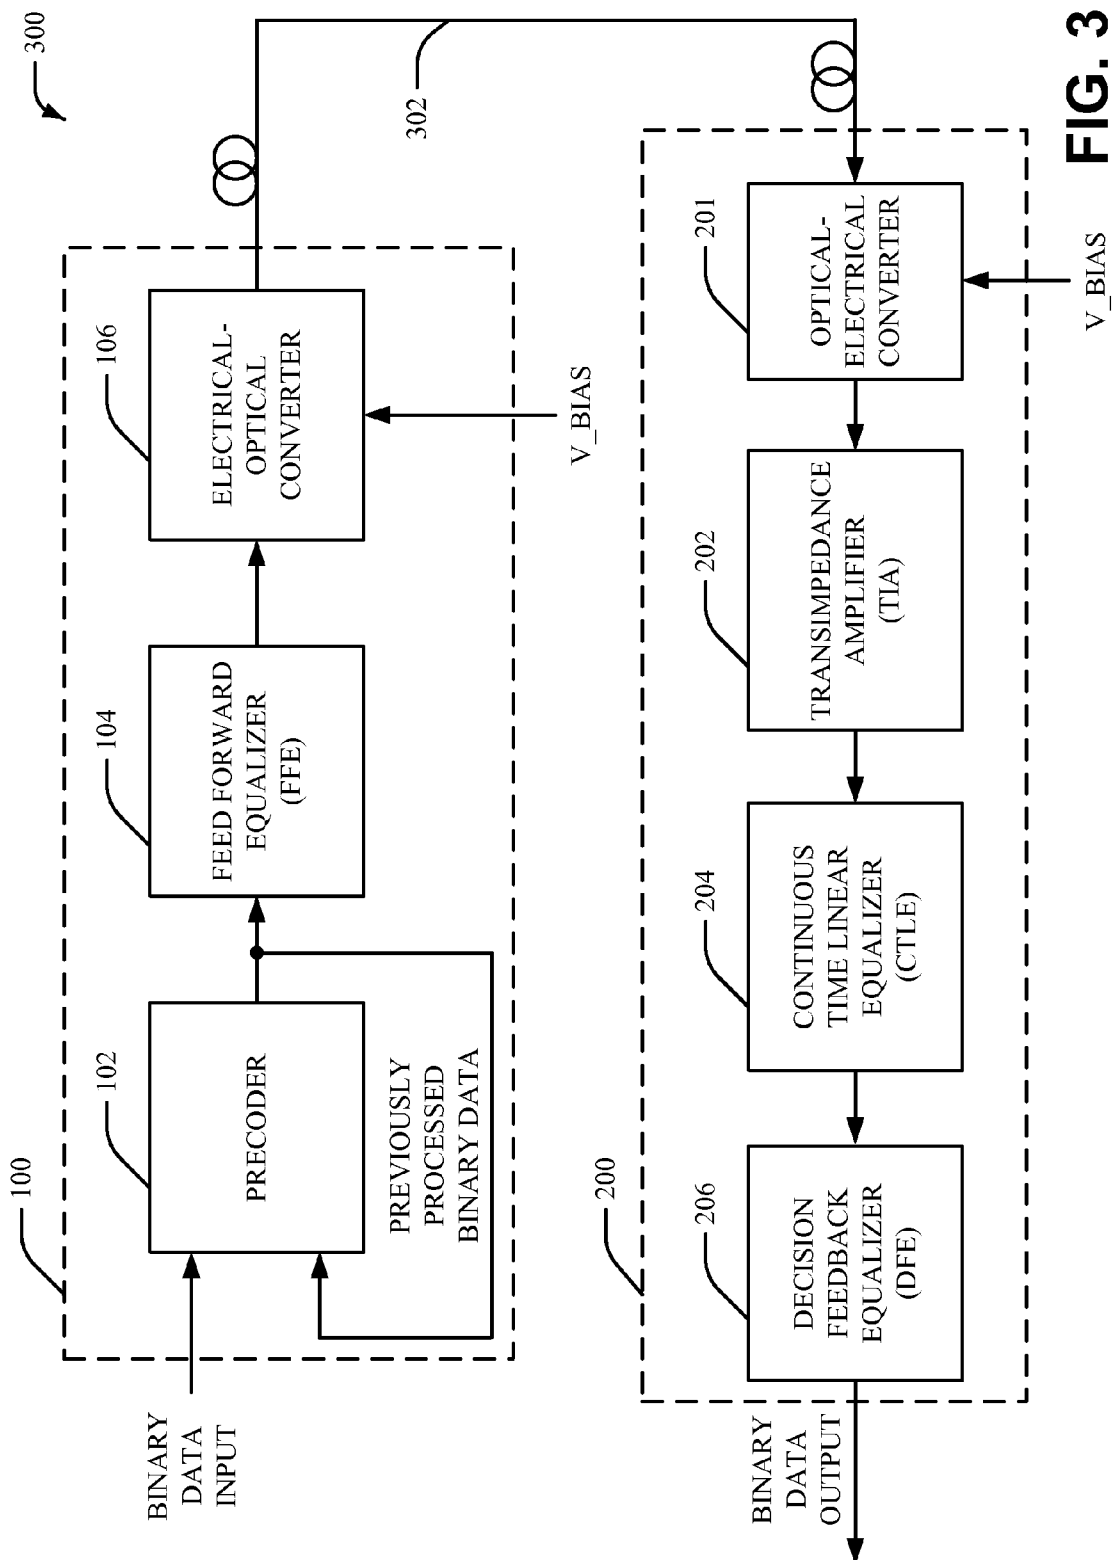 300
100
BINARY
DATA
INPUT
102
PRECODER
PREVIOUSLY
PROCESSED
BINARY DATA
104
FEED FORWARD
EQUALIZER
(FFE)
106
ELECTRICAL-
OPTICAL
CONVERTER
V_BIAS
302
200
BINARY
DATA
OUTPUT
206
DECISION
FEEDBACK
EQUALIZER
(DFE)
204
CONTINUOUS
TIME LINEAR
EQUALIZER
(CTLE)
202
TRANSIMPEDANCE
AMPLIFIER
(TIA)
201
OPTICAL-
ELECTRICAL
CONVERTER
V_BIAS
FIG. 3